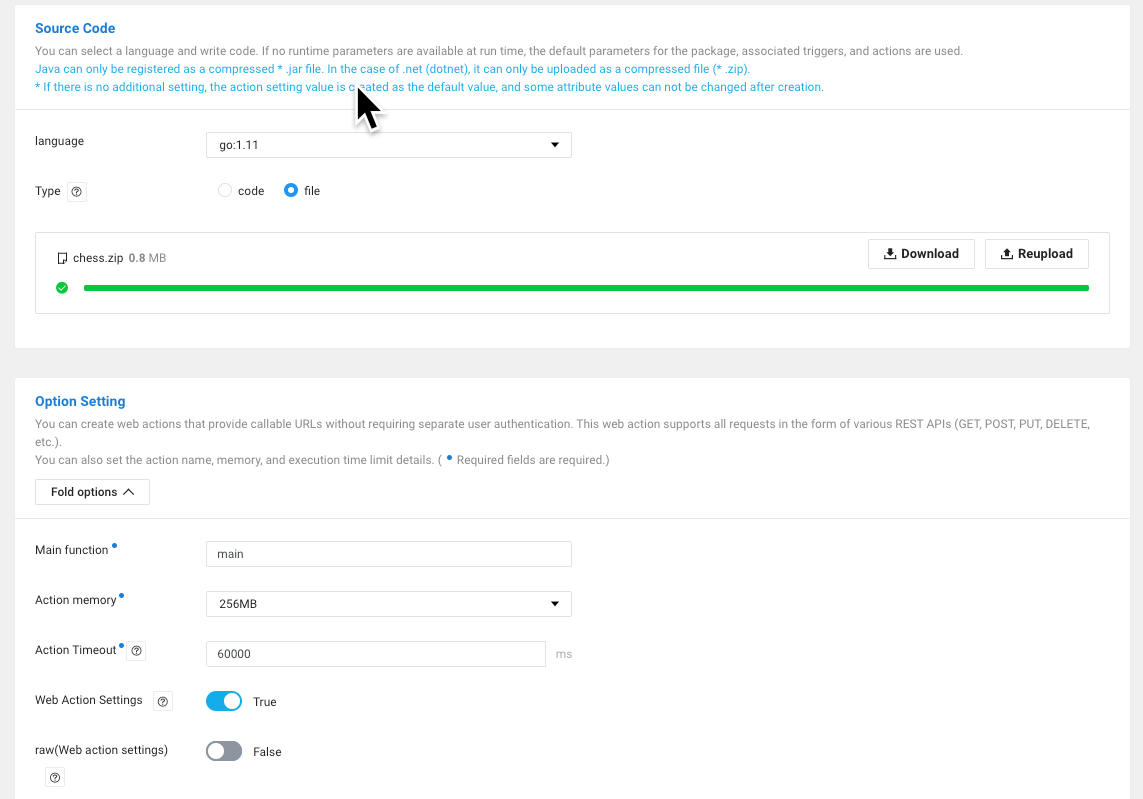 Source Code
You can select a language and write code. If no runtime parameters are available at run time, the default parameters for the package, associated triggers, and actions are used.
Java can only be registered as a compressed * .jar file. In the case of .net (dotnet), it can only be uploaded as a compressed file (* .zip).
* If there is no additional setting, the action setting value is created as the default value, and some attribute values can not be changed after creation.
language
go:1.11
Type
code file
chess.zip 0.8 MB
Download Reupload
Option Setting
You can create web actions that provide callable URLs without requiring separate user authentication. This web action supports all requests in the form of various REST APIs (GET, POST, PUT, DELETE,
etc.).
You can also set the action name, memory, and execution time limit details. ( • Required fields are required.)
Fold options
Main function
main
Action memory
256MB
Action Timeout
60000 ms
Web Action Settings
True
raw(Web action settings)
False